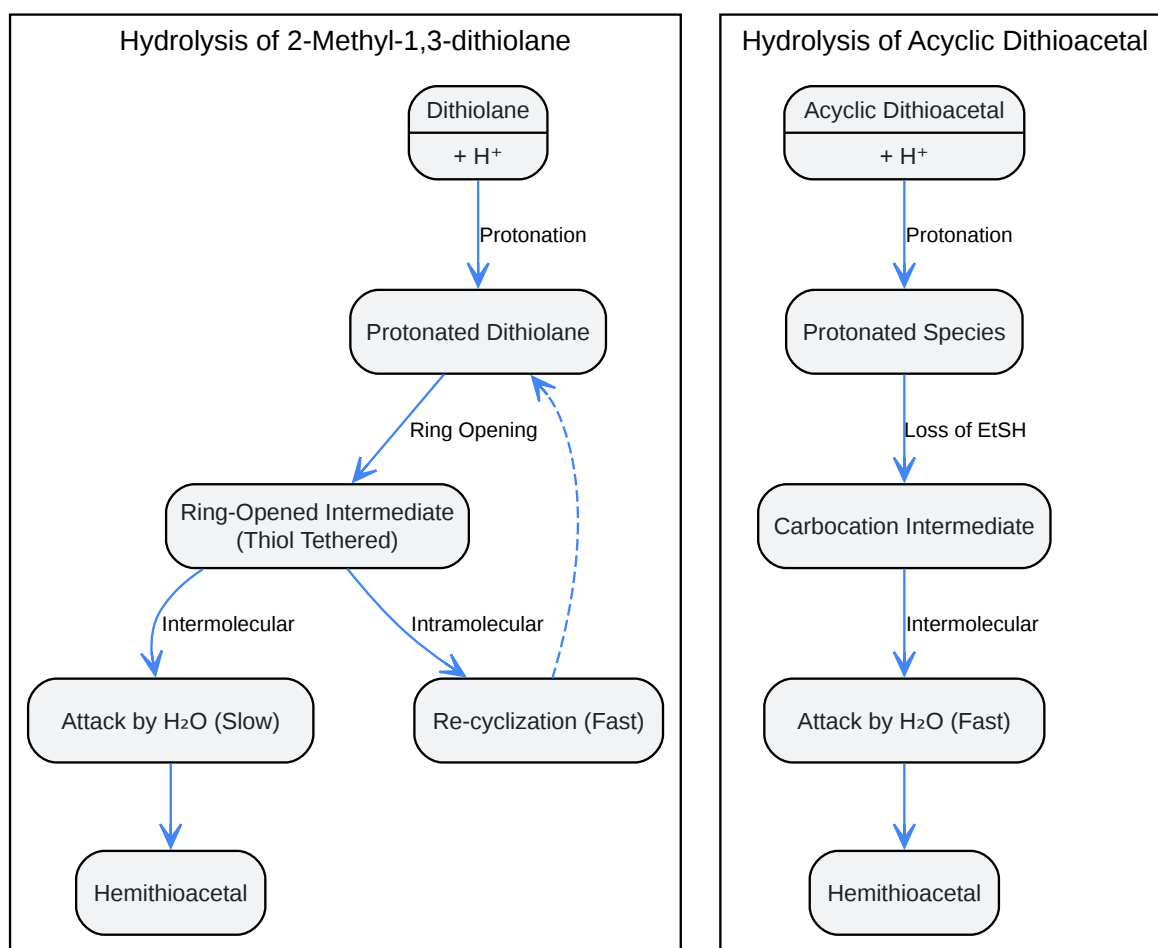 Hydrolysis of 2-Methyl-1,3-dithiolane
Dithiolane
+ H⁺
Protonation
Protonated Dithiolane
Ring Opening
Ring-Opened Intermediate
(Thiol Tethered)
Intermolecular
Intramolecular
Attack by H₂O (Slow)
Re-cyclization (Fast)
Hemithioacetal
Hydrolysis of Acyclic Dithioacetal
Acyclic Dithioacetal
+ H⁺
Protonation
Protonated Species
Loss of EtSH
Carbocation Intermediate
Intermolecular
Attack by H₂O (Fast)
Hemithioacetal